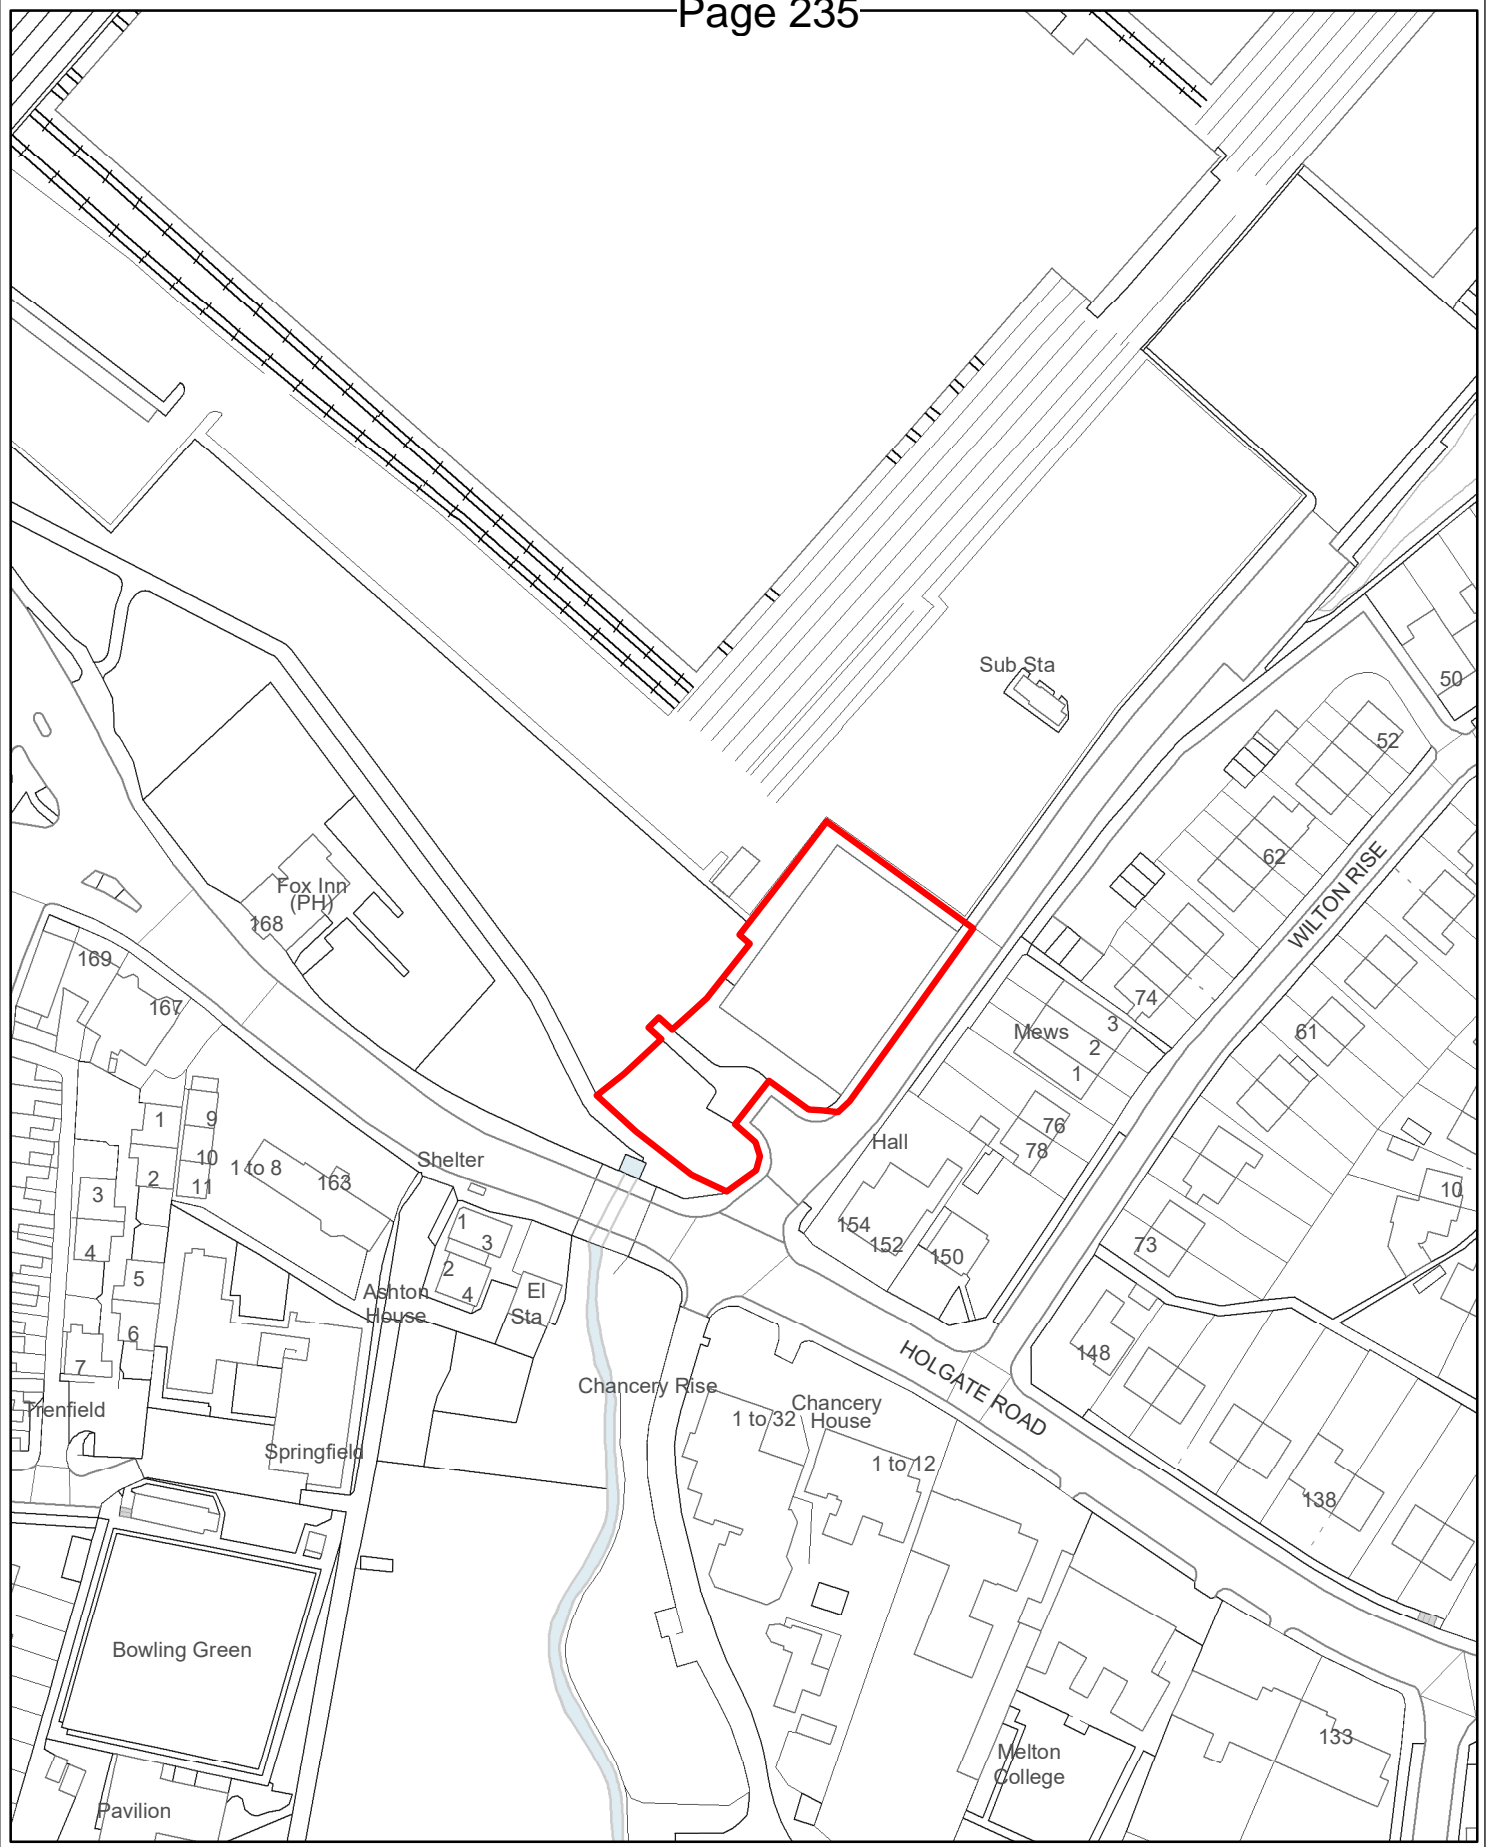 Page 235
Sub Sta
50
52
62
WILTON RISE
Fox Inn
(PH)
168
169
167
74
3
Mews
2
1
61
76
78
Hall
1
9
10
11
2
3
4
5
6
7
1 to 8
163
Shelter
1
3
2
4
El
Sta
Ashton
House
154
152
150
10
73
148
HOLGATE ROAD
Chancery Rise
Chancery
House
1 to 32
1 to 12
Trenfield
Springfield
138
Bowling Green
133
Melton
College
Pavilion